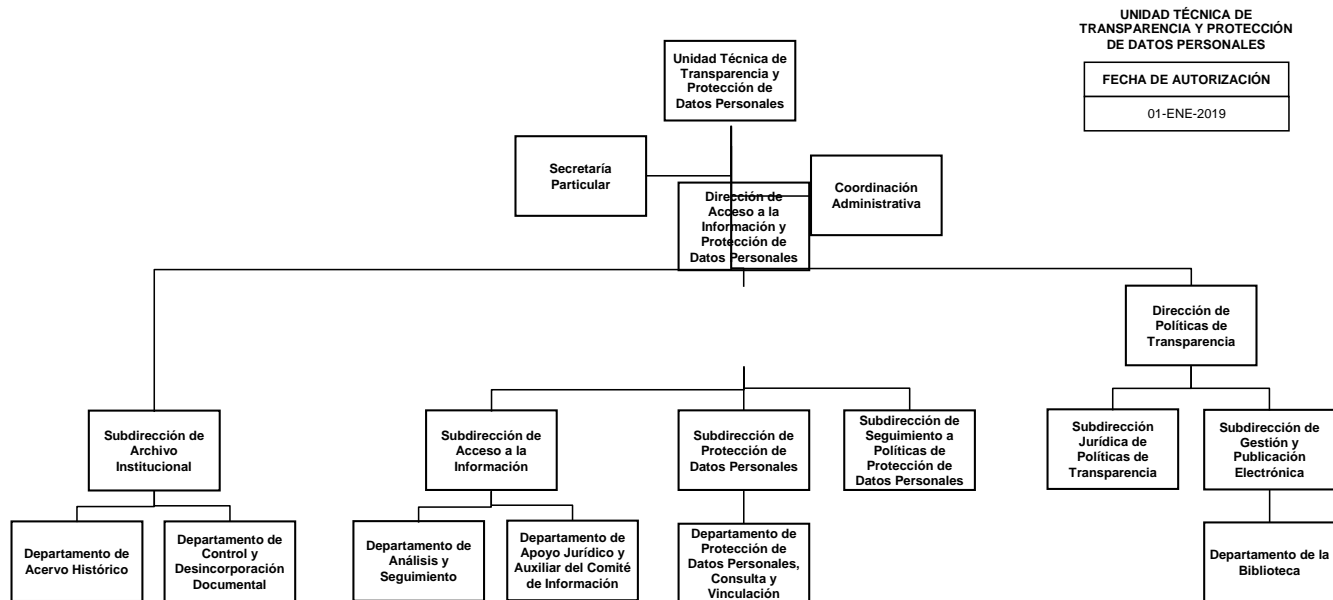 UNIDAD TÉCNICA DE
TRANSPARENCIA Y PROTECCIÓN
DE DATOS PERSONALES
FECHA DE AUTORIZACIÓN
01-ENE-2019
Unidad Técnica de
Transparencia y
Protección de
Datos Personales
Secretaría
Particular
Coordinación
Administrativa
Dirección de
Acceso a la
Información y
Protección de
Datos Personales
Dirección de
Políticas de
Transparencia
Subdirección de
Archivo
Institucional
Subdirección de
Acceso a la
Información
Subdirección de
Protección de
Datos Personales
Subdirección de
Seguimiento a
Políticas de
Protección de
Datos Personales
Subdirección
Jurídica de
Políticas de
Transparencia
Subdirección de
Gestión y
Publicación
Electrónica
Departamento de
Acervo Histórico
Departamento de
Control y
Desincorporación
Documental
Departamento de
Análisis y
Seguimiento
Departamento de
Apoyo Jurídico y
Auxiliar del Comité
de Información
Departamento de
Protección de
Datos Personales,
Consulta y
Vinculación
Departamento de la
Biblioteca